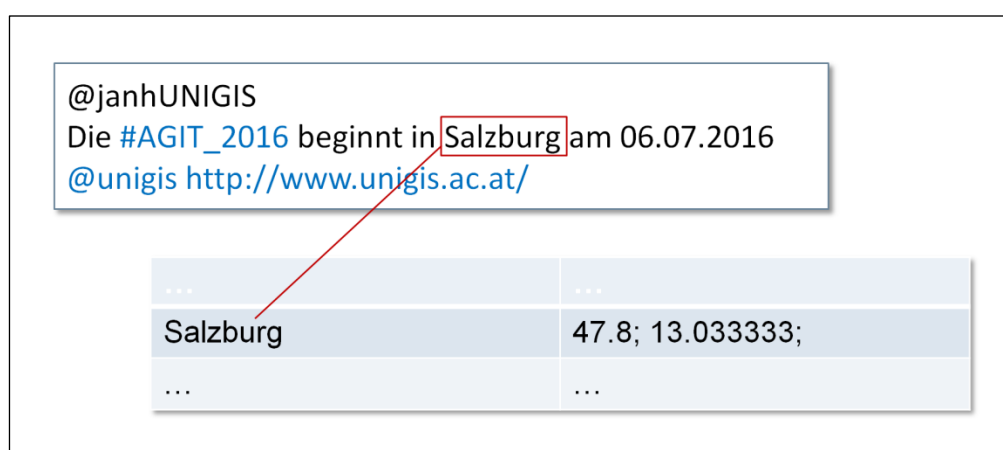 @janhUNIGIS
Die #AGIT_2016 beginnt in Salzburg am 06.07.2016
@unigis http://www.unigis.ac.at/
... ...
Salzburg 47.8; 13.033333;
... ...